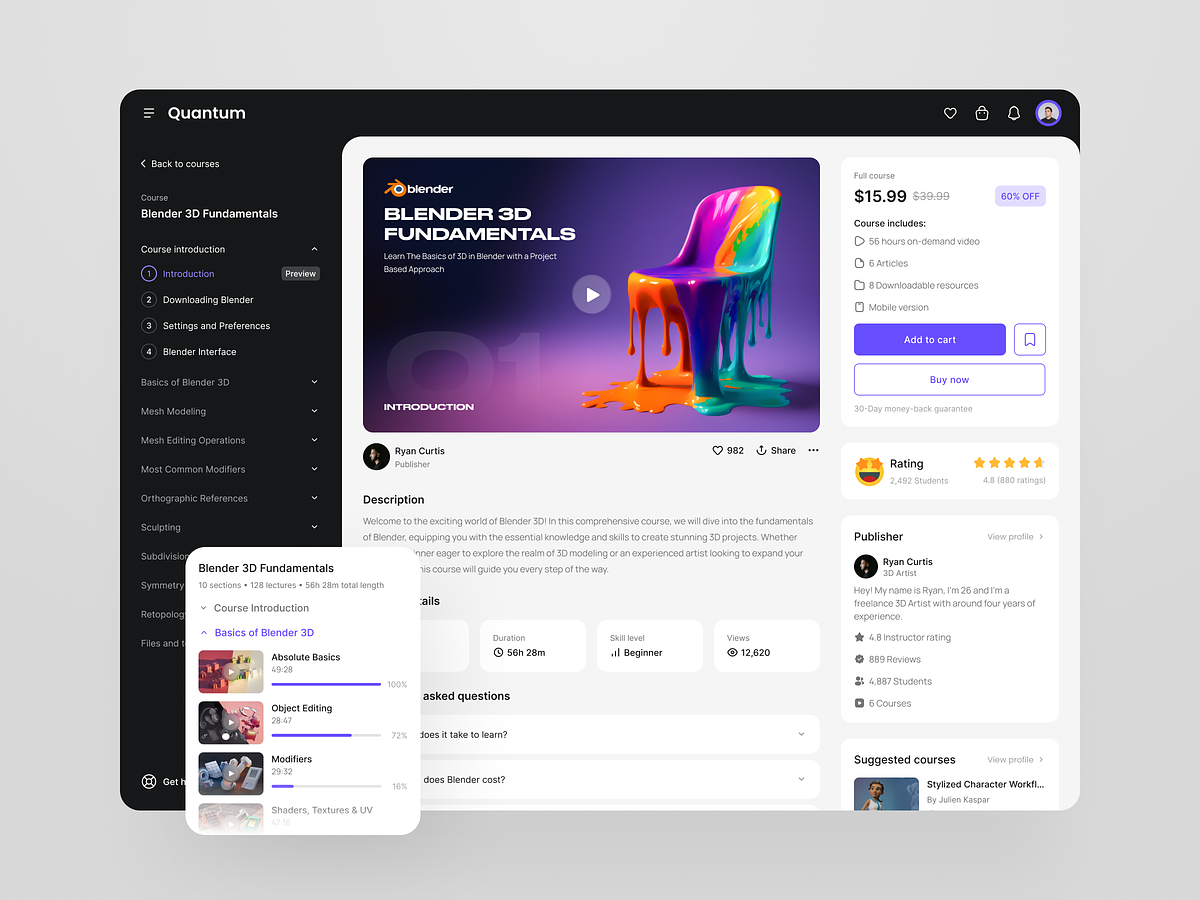 Quantum
Back to courses
Course
Blender 3D Fundamentals
Course introduction
1 Introduction Preview
2 Downloading Blender
3 Settings and Preferences
4 Blender Interface
Basics of Blender 3D
Mesh Modeling
Mesh Editing Operations
Most Common Modifiers
Orthographic References
Sculpting
Subdivision
Symmetry
Retopology
Files and t
Get h
Blender 3D Fundamentals
10 sections • 128 lectures • 56h 28m total length
Course Introduction
Basics of Blender 3D
Absolute Basics
49:28
100%
Object Editing
28:47
72%
Modifiers
29:32
16%
Shaders, Textures & UV
47:16
blender
BLENDER 3D
FUNDAMENTALS
Learn The Basics of 3D in Blender with a Project
Based Approach
01
INTRODUCTION
Ryan Curtis
Publisher
982 Share
Description
Welcome to the exciting world of Blender 3D! In this comprehensive course, we will dive into the fundamentals
of Blender, equipping you with the essential knowledge and skills to create stunning 3D projects. Whether
inner eager to explore the realm of 3D modeling or an experienced artist looking to expand your
his course will guide you every step of the way.
tails
Duration
56h 28m
Skill level
Beginner
Views
12,620
asked questions
does it take to learn?
does Blender cost?
Full course
$15.99 $39.99 60% OFF
Course includes:
56 hours on-demand video
6 Articles
8 Downloadable resources
Mobile version
Add to cart
Buy now
30-Day money-back guarantee
Rating
2,492 Students
4.8 (880 ratings)
Publisher View profile
Ryan Curtis
3D Artist
Hey! My name is Ryan, I'm 26 and I'm a
freelance 3D Artist with around four years of
experience.
4.8 Instructor rating
889 Reviews
4,887 Students
6 Courses
Suggested courses View profile
Stylized Character Workfl...
By Julien Kaspar